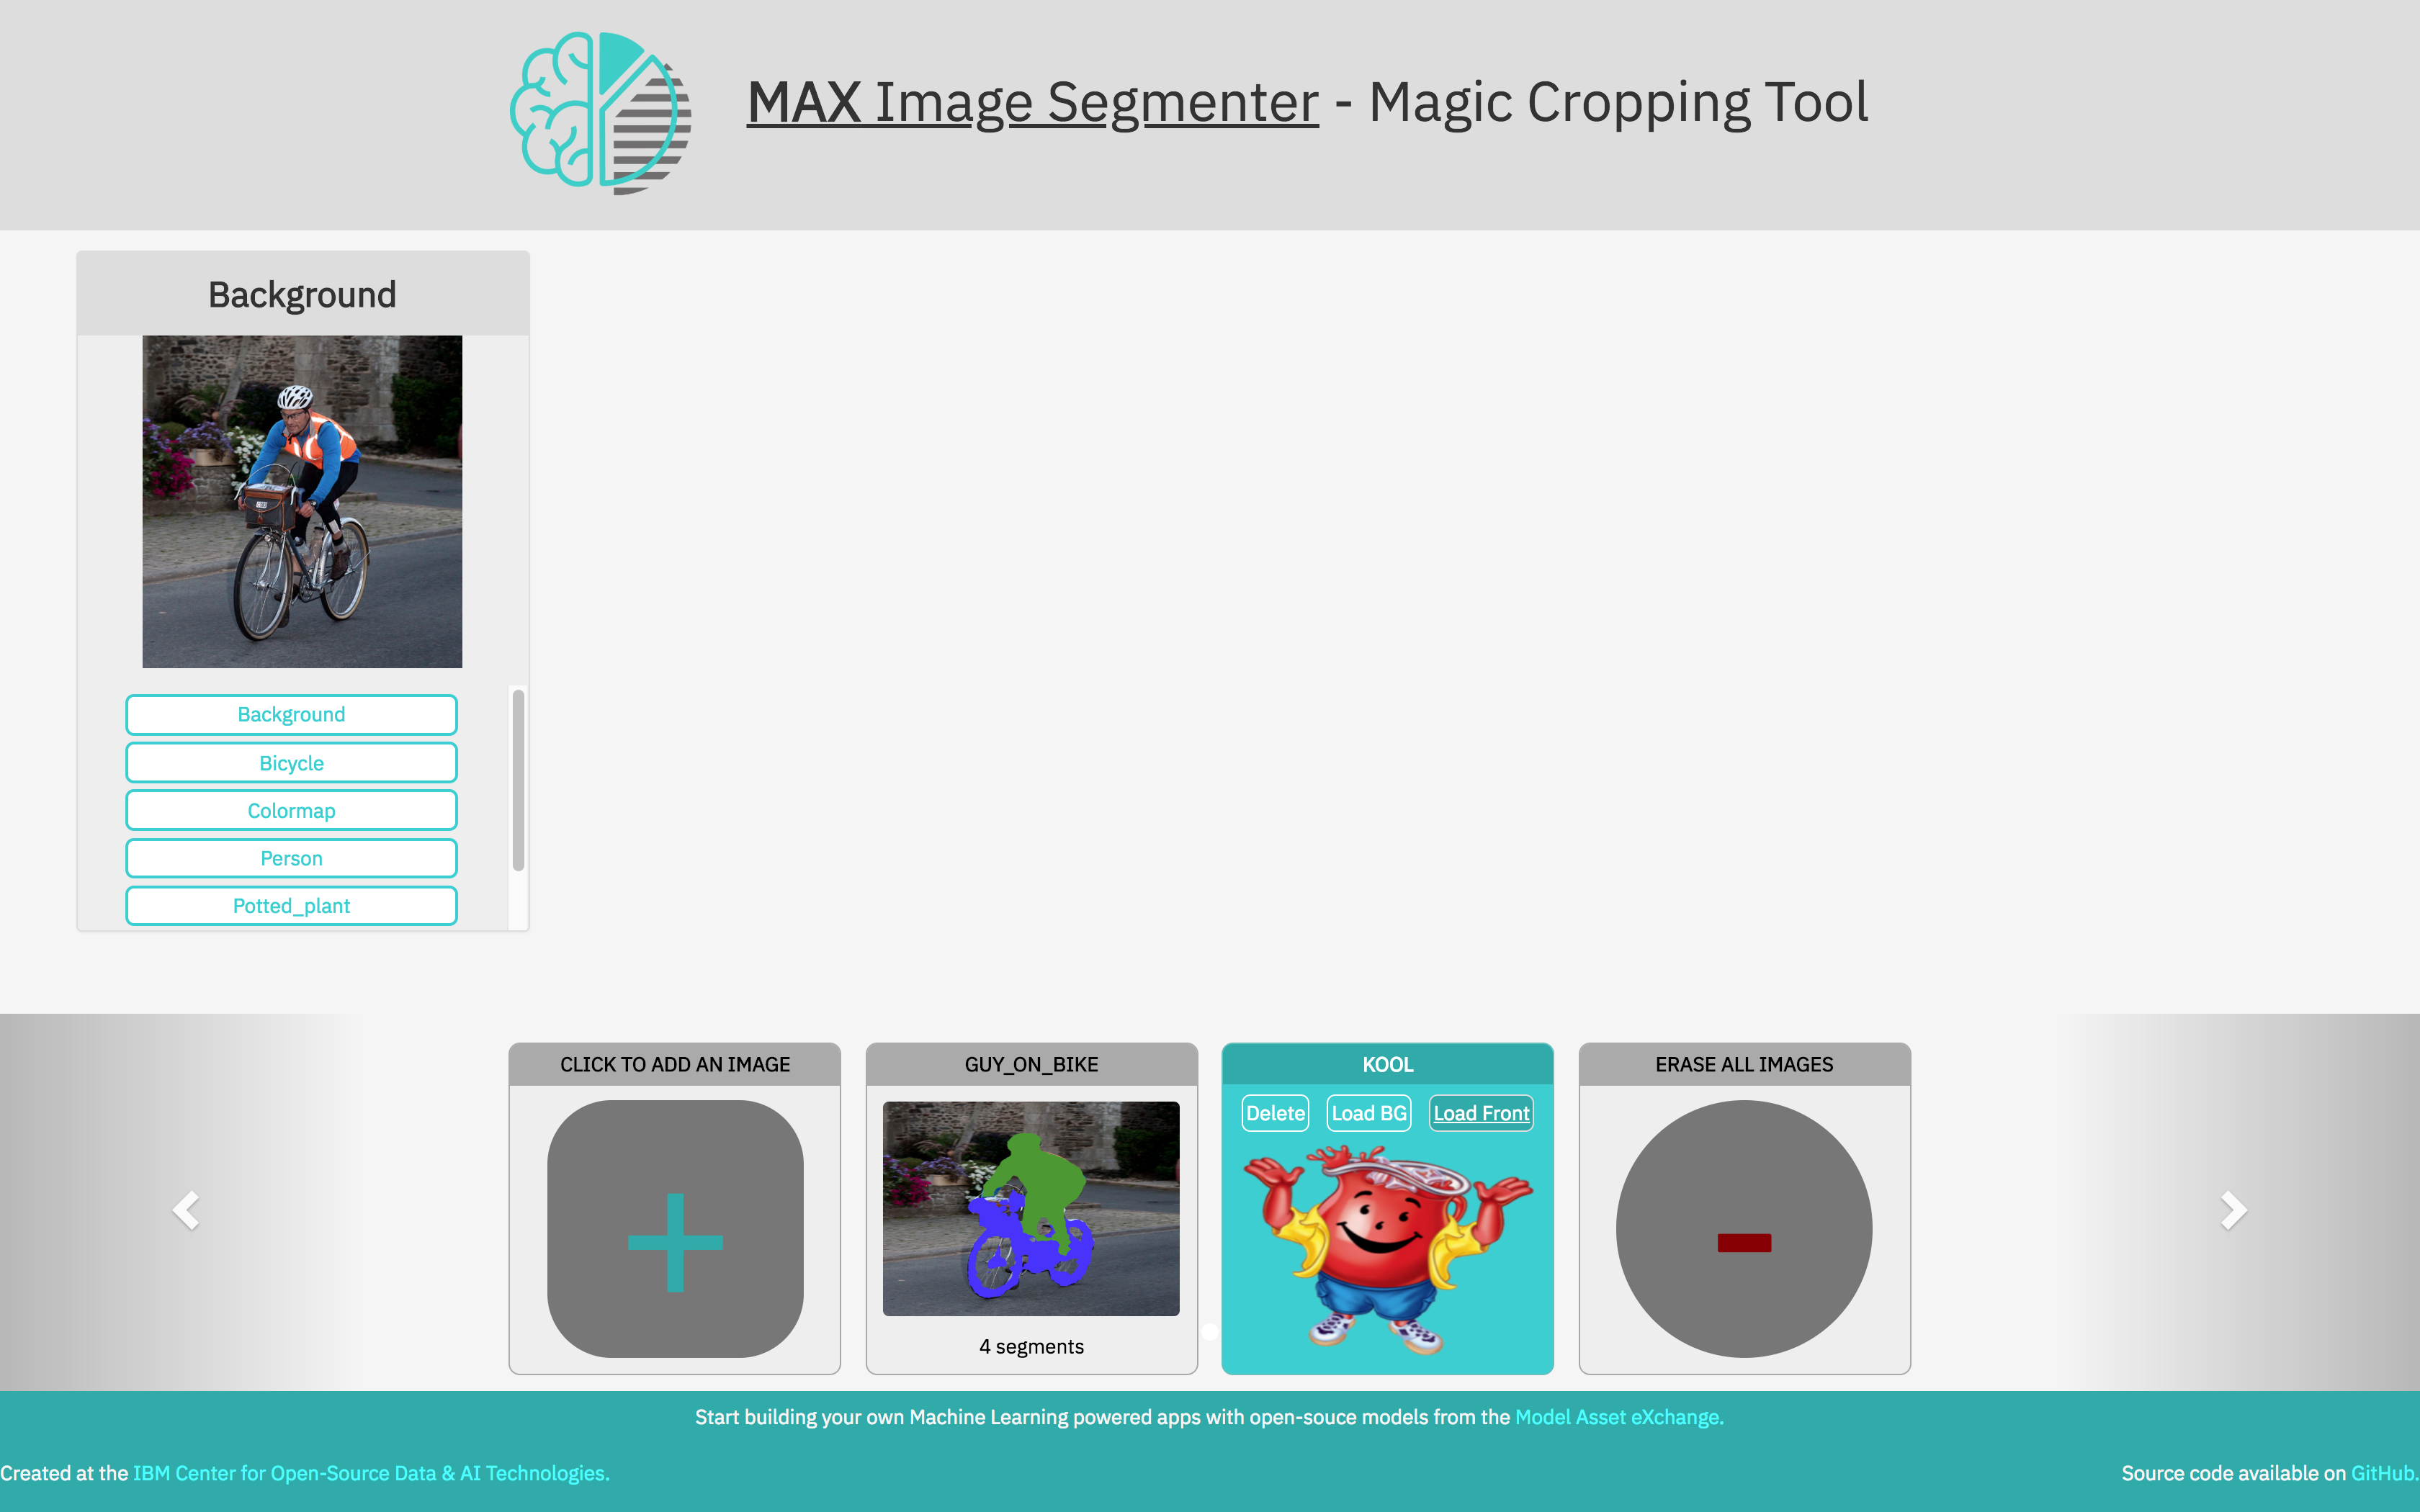 MAX Image Segmenter - Magic Cropping Tool
Background
Background
Bicycle
Colormap
Person
Potted_plant
CLICK TO ADD AN IMAGE
GUY_ON_BIKE
4 segments
KOOL
Delete Load BG Load Front
ERASE ALL IMAGES
Start building your own Machine Learning powered apps with open-souce models from the Model Asset eXchange.
Created at the IBM Center for Open-Source Data & AI Technologies.
Source code available on GitHub.